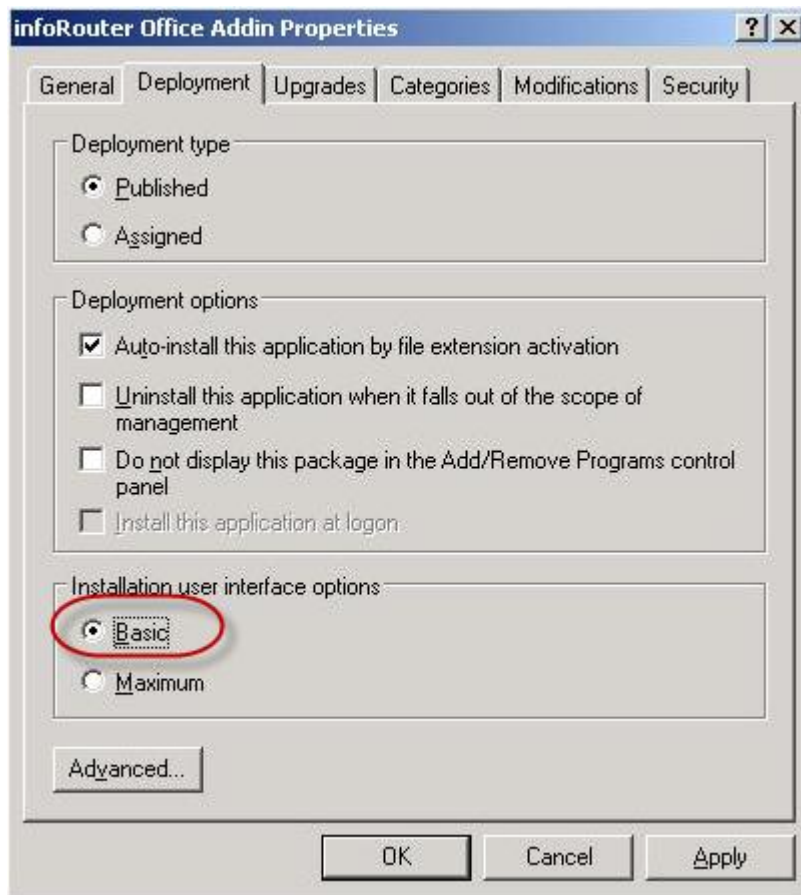 infoRouter Office Addin Properties
? X
General Deployment Upgrades Categories Modifications Security
Deployment type
Published
Assigned
Deployment options
Auto-install this application by file extension activation
Uninstall this application when it falls out of the scope of
management
Do not display this package in the Add/Remove Programs control
panel
Install this application at logon
Installation user interface options
Basic
Maximum
Advanced...
OK Cancel Apply